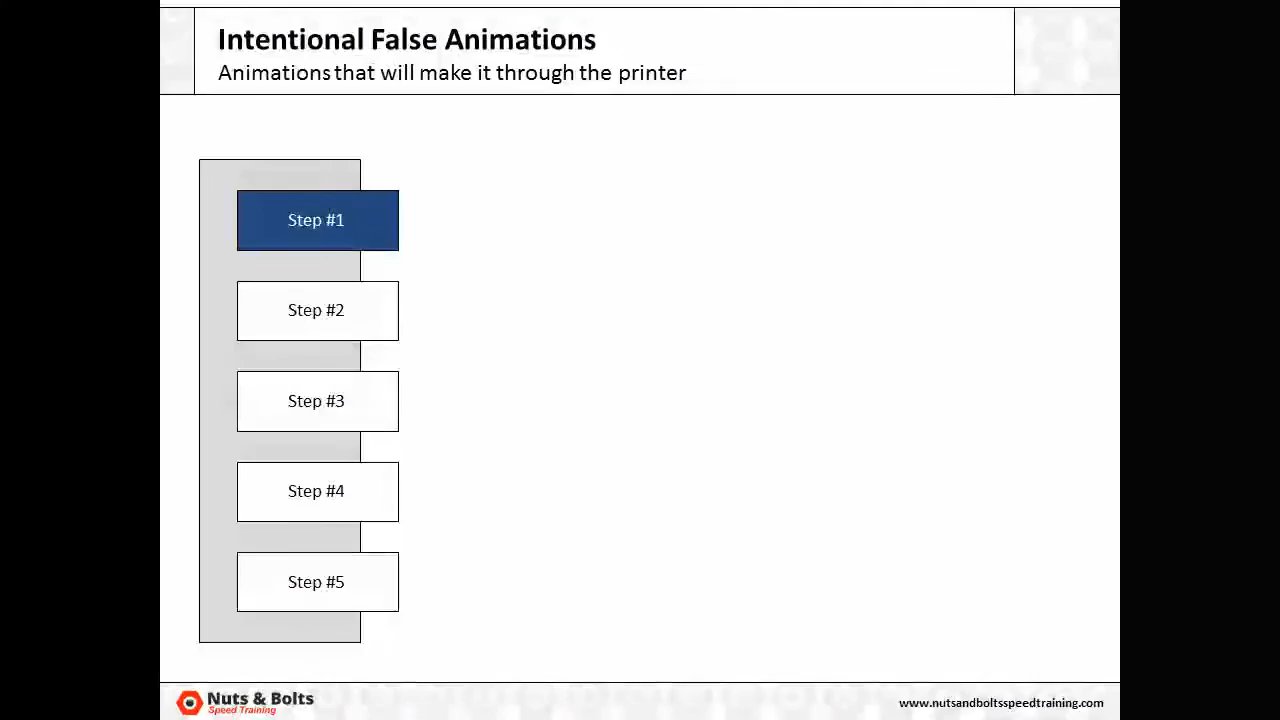 Intentional False Animations
Animations that will make it through the printer
Step #1
Step #2
Step #3
Step #4
Step #5
Nuts & Bolts
Speed Training
www.nutsandboltsspeedtraining.com